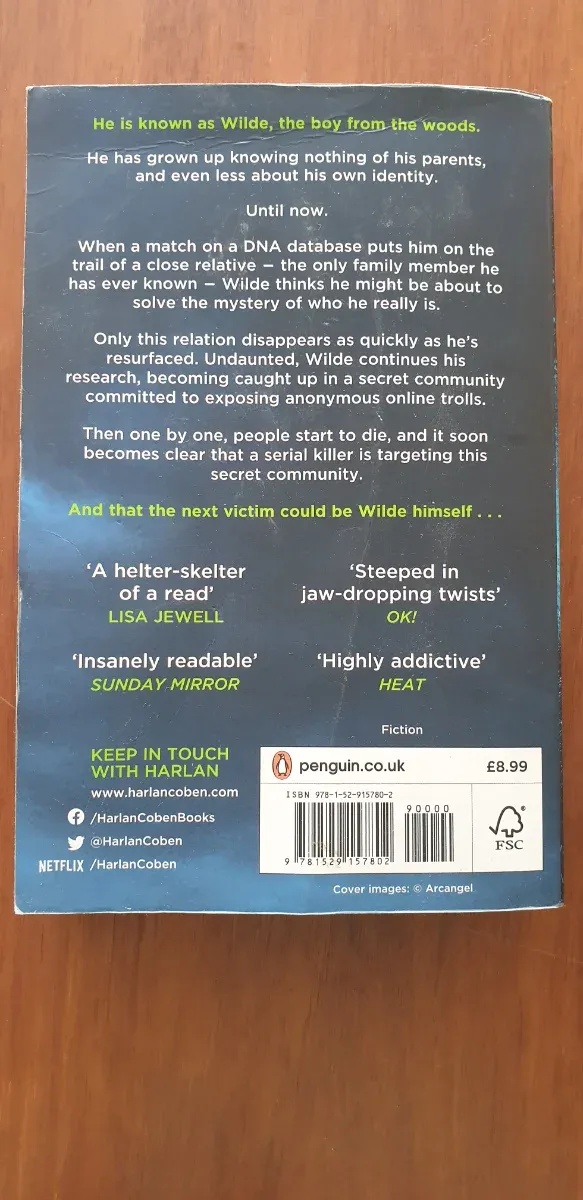 He is known as Wilde, the boy from the woods.
He has grown up knowing nothing of his parents,
and even less about his own identity.
Until now.
When a match on a DNA database puts him on the
trail of a close relative – the only family member he
has ever known – Wilde thinks he might be about to
solve the mystery of who he really is.
Only this relation disappears as quickly as he's
resurfaced. Undaunted, Wilde continues his
research, becoming caught up in a secret community
committed to exposing anonymous online trolls.
Then one by one, people start to die, and it soon
becomes clear that a serial killer is targeting this
secret community.
And that the next victim could be Wilde himself . . .
‘A helter-skelter
of a read’
LISA JEWELL
‘Steeped in
jaw-dropping twists’
OK!
‘Insanely readable’
SUNDAY MIRROR
‘Highly addictive’
HEAT
Fiction
KEEP IN TOUCH
WITH HARLAN
www.harlancoben.com
/HarlanCobenBooks
@HarlanCoben
NETFLIX /HarlanCoben
penguin.co.uk
£8.99
ISBN 978-1-52-915780-2
90000
9 781529 157802
FSC
Cover images: © Arcangel